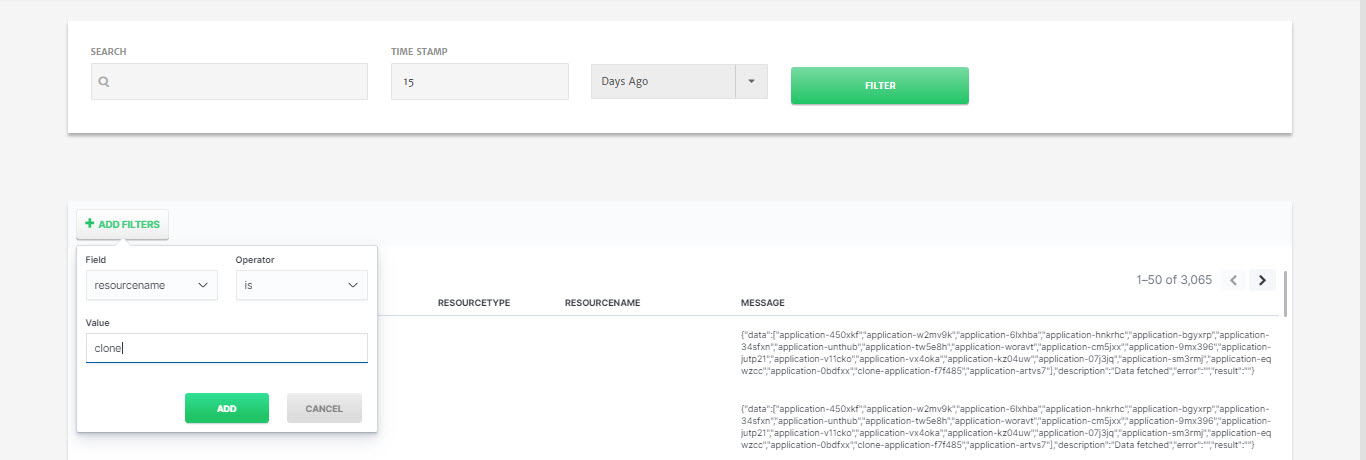 SEARCH
TIME STAMP
15
Days Ago
FILTER
+ ADD FILTERS
Field
Operator
resourcename
is
Value
clone
ADD
CANCEL
1–50 of 3,065
RESOURCETYPE
RESOURCENAME
MESSAGE
{"data":["application-450xkf","application-w2mv9k","application-6lxhba","application-hnkrhc","application-bgyxrp","application-
34sfxn","application-unthub","application-tw5e8h","application-woravt","application-cm5jxx","application-9mx396","application-
jutp21","application-v11cko","application-vx4oka","application-kz04uw","application-07j3jq","application-sm3rmj","application-eq
wzcc","application-0bdfxx","clone-application-f7f485","application-artvs7"],"description":"Data fetched","error":"","result":""}
{"data":["application-450xkf","application-w2mv9k","application-6lxhba","application-hnkrhc","application-bgyxrp","application-
34sfxn","application-unthub","application-tw5e8h","application-woravt","application-cm5jxx","application-9mx396","application-
jutp21","application-v11cko","application-vx4oka","application-kz04uw","application-07j3jq","application-sm3rmj","application-eq
wzcc","application-0bdfxx","clone-application-f7f485","application-artvs7"],"description":"Data fetched","error":"","result":""}